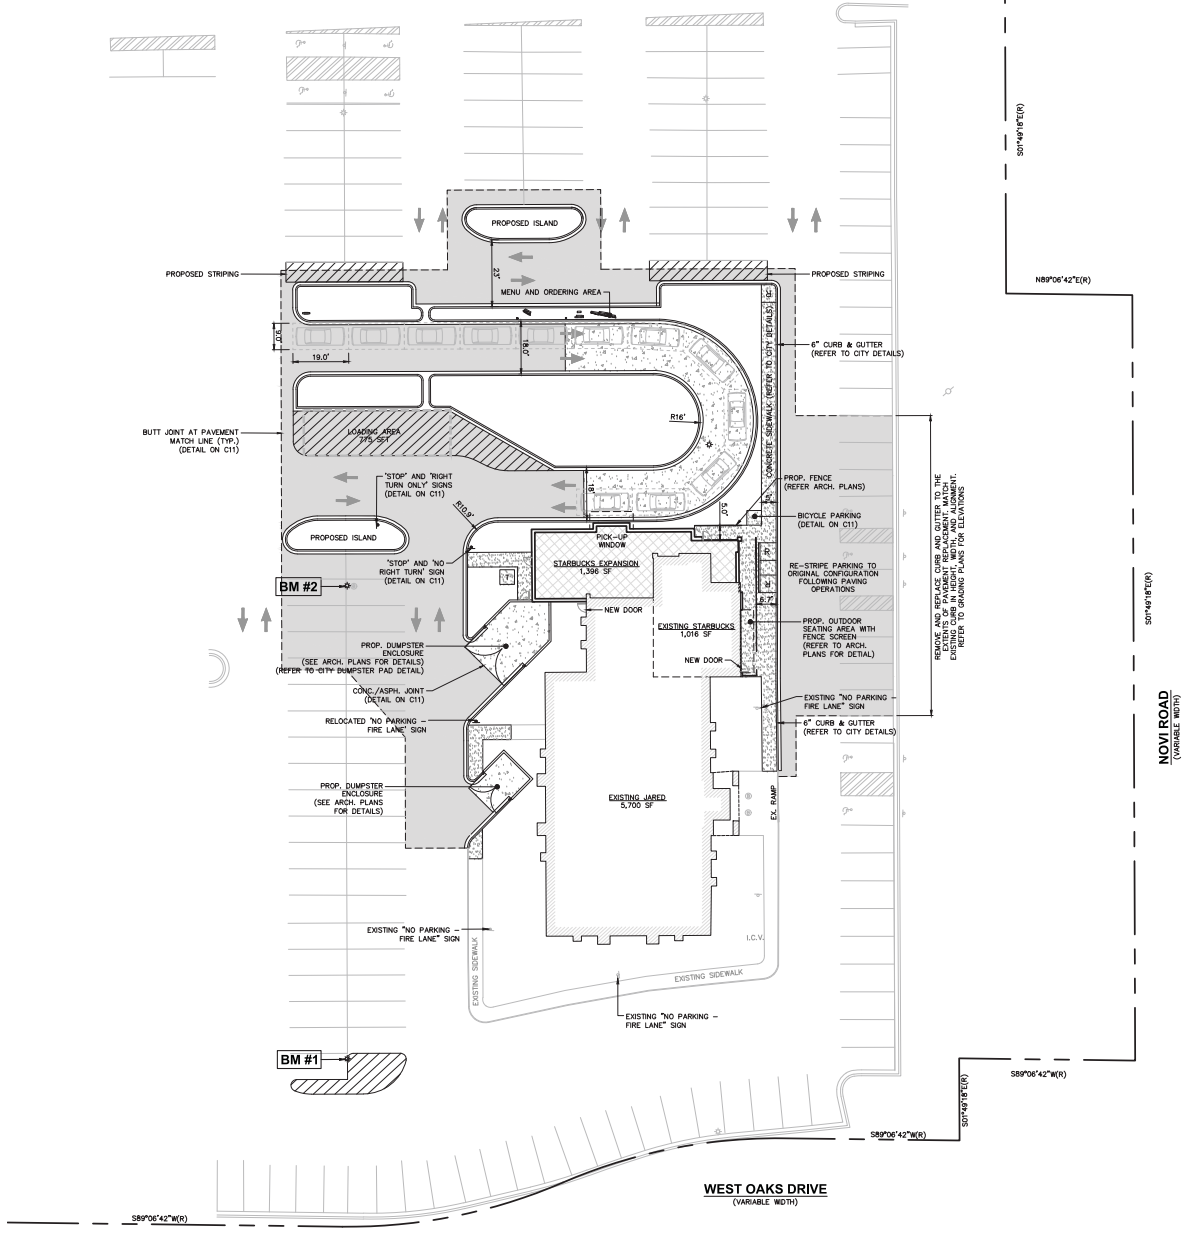 S01°49'18"E(R)
PROPOSED ISLAND
PROPOSED STRIPING
PROPOSED STRIPING
23'
MENU AND ORDERING AREA
N89°06'42"E(R)
9.0'
19.0'
18.0'
6" CURB & GUTTER
(REFER TO CITY DETAILS)
CONCRETE SIDEWALK (REFER TO CITY DETAILS)
R16'
BUTT JOINT AT PAVEMENT
MATCH LINE (TYP.)
(DETAIL ON C11)
LOADING AREA
775 SFT
'STOP' AND 'RIGHT
TURN ONLY' SIGNS
(DETAIL ON C11)
18'
PROP. FENCE
(REFER ARCH. PLANS)
R10.9'
5.0'
BICYCLE PARKING
(DETAIL ON C11)
PROPOSED ISLAND
PICK-UP
WINDOW
'STOP' AND 'NO
RIGHT TURN' SIGN
(DETAIL ON C11)
STARBUCKS EXPANSION
1,396 SF
RE-STRIPE PARKING TO
ORIGINAL CONFIGURATION
FOLLOWING PAVING
OPERATIONS
REMOVE AND REPLACE CURB AND GUTTER TO THE
EXTENTS OF PAVEMENT REPLACEMENT. MATCH
EXISTING CURB IN HEIGHT, WIDTH, AND ALIGNMENT.
REFER TO GRADING PLANS FOR ELEVATIONS
BM #2
6.7'
NEW DOOR
S01°49'18"E(R)
EXISTING STARBUCKS
1,016 SF
PROP. OUTDOOR
SEATING AREA WITH
FENCE SCREEN
(REFER TO ARCH.
PLANS FOR DETIAL)
PROP. DUMPSTER
ENCLOSURE
(SEE ARCH. PLANS FOR DETAILS)
(REFER TO CITY DUMPSTER PAD DETAIL)
NEW DOOR
CONC./ASPH. JOINT
(DETAIL ON C11)
EXISTING "NO PARKING –
FIRE LANE" SIGN
RELOCATED "NO PARKING –
FIRE LANE' SIGN
6" CURB & GUTTER
(REFER TO CITY DETAILS)
NOVI ROAD
(VARIABLE WIDTH)
PROP. DUMPSTER
ENCLOSURE
(SEE ARCH. PLANS
FOR DETAILS)
EXISTING JARED
5,700 SF
EX. RAMP
EXISTING "NO PARKING –
FIRE LANE" SIGN
I.C.V.
EXISTING SIDEWALK
EXISTING SIDEWALK
EXISTING "NO PARKING –
FIRE LANE" SIGN
BM #1
S89°06'42"W(R)
S01°49'18"E(R)
S89°06'42"W(R)
WEST OAKS DRIVE
(VARIABLE WIDTH)
S89°06'42"W(R)